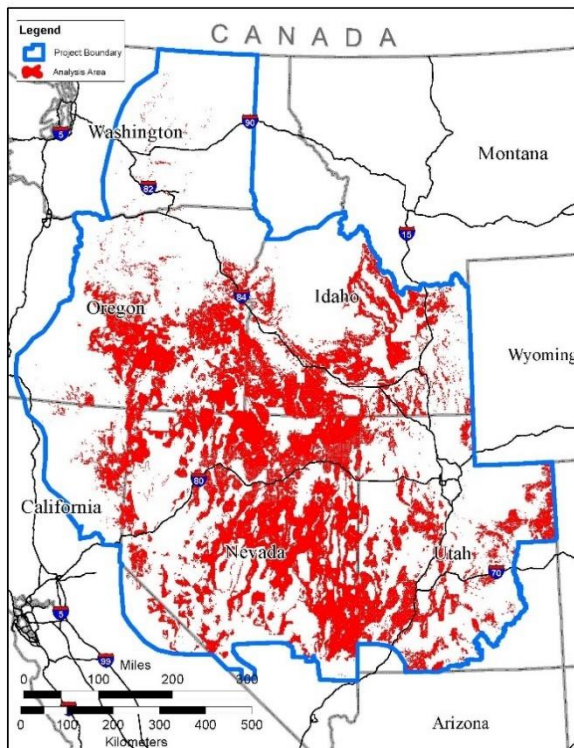 CANADA
Legend
Project Boundary
Analysis Area
5
Washington
90
82
Montana
15
Oregon
84
Idaho
Wyoming
California
80
Nevada
Utah
70
5
99
Miles
0 100 200 300
0 100 200 300 400 500
Kilometers
Arizona